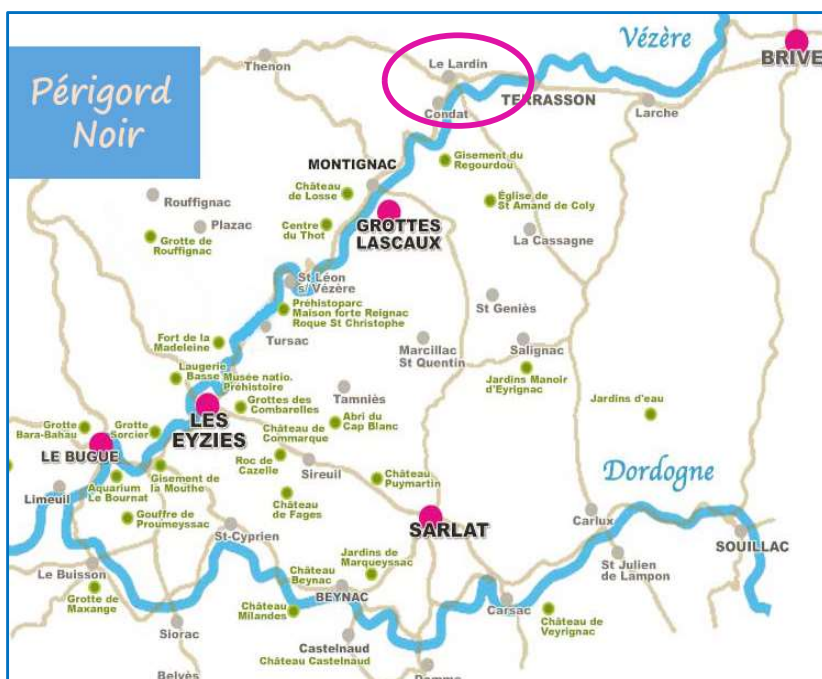 Périgord
Noir
Vézère
BRIVE
Thenon
Le Lardin
Condat
TERRASSON
Larche
MONTIGNAC
Gisement du
Regourdou
Château
de Losse
Rouffignac
Plazac
Grotte de
Rouffignac
Centre
du Thot
GROTTES
LASCAUX
Église de
St Amand de Coly
La Cassagne
St Léon
s/ Vézère
Préhistoparc
Maison forte Reignac
Roque St Christophe
St Geniès
Fort de la
Madeleine
Tursac
Marcillac
St Quentin
Salignac
Laugerie
Basse
Musée natio.
Préhistoire
Tamniès
Jardins Manoir
d'Eyrignac
Jardins d'eau
Grottes des
Combarelles
LES
EYZIES
Abri du
Cap Blanc
Grotte
Bara-Bahau
Grotte
Sorcier
Château de
Commarque
LE BUGUE
Roc de
Cazelle
Sireuil
Château
Puymartin
Dordogne
Limeuil
Aquarium
Le Bournat
Gisement de
la Mouthe
Château
de Fages
Gouffre de
Proumeyssac
SARLAT
Carlux
St-Cyprien
SOUILLAC
Jardins de
Marqueyssac
St Julien
de Lampon
Le Buisson
Château
Beynac
BEYNAC
Grotte de
Maxange
Château
Milandes
Carsac
Château de
Veyrignac
Siorac
Castelnaud
Château Castelnaud
Belvès
Domme